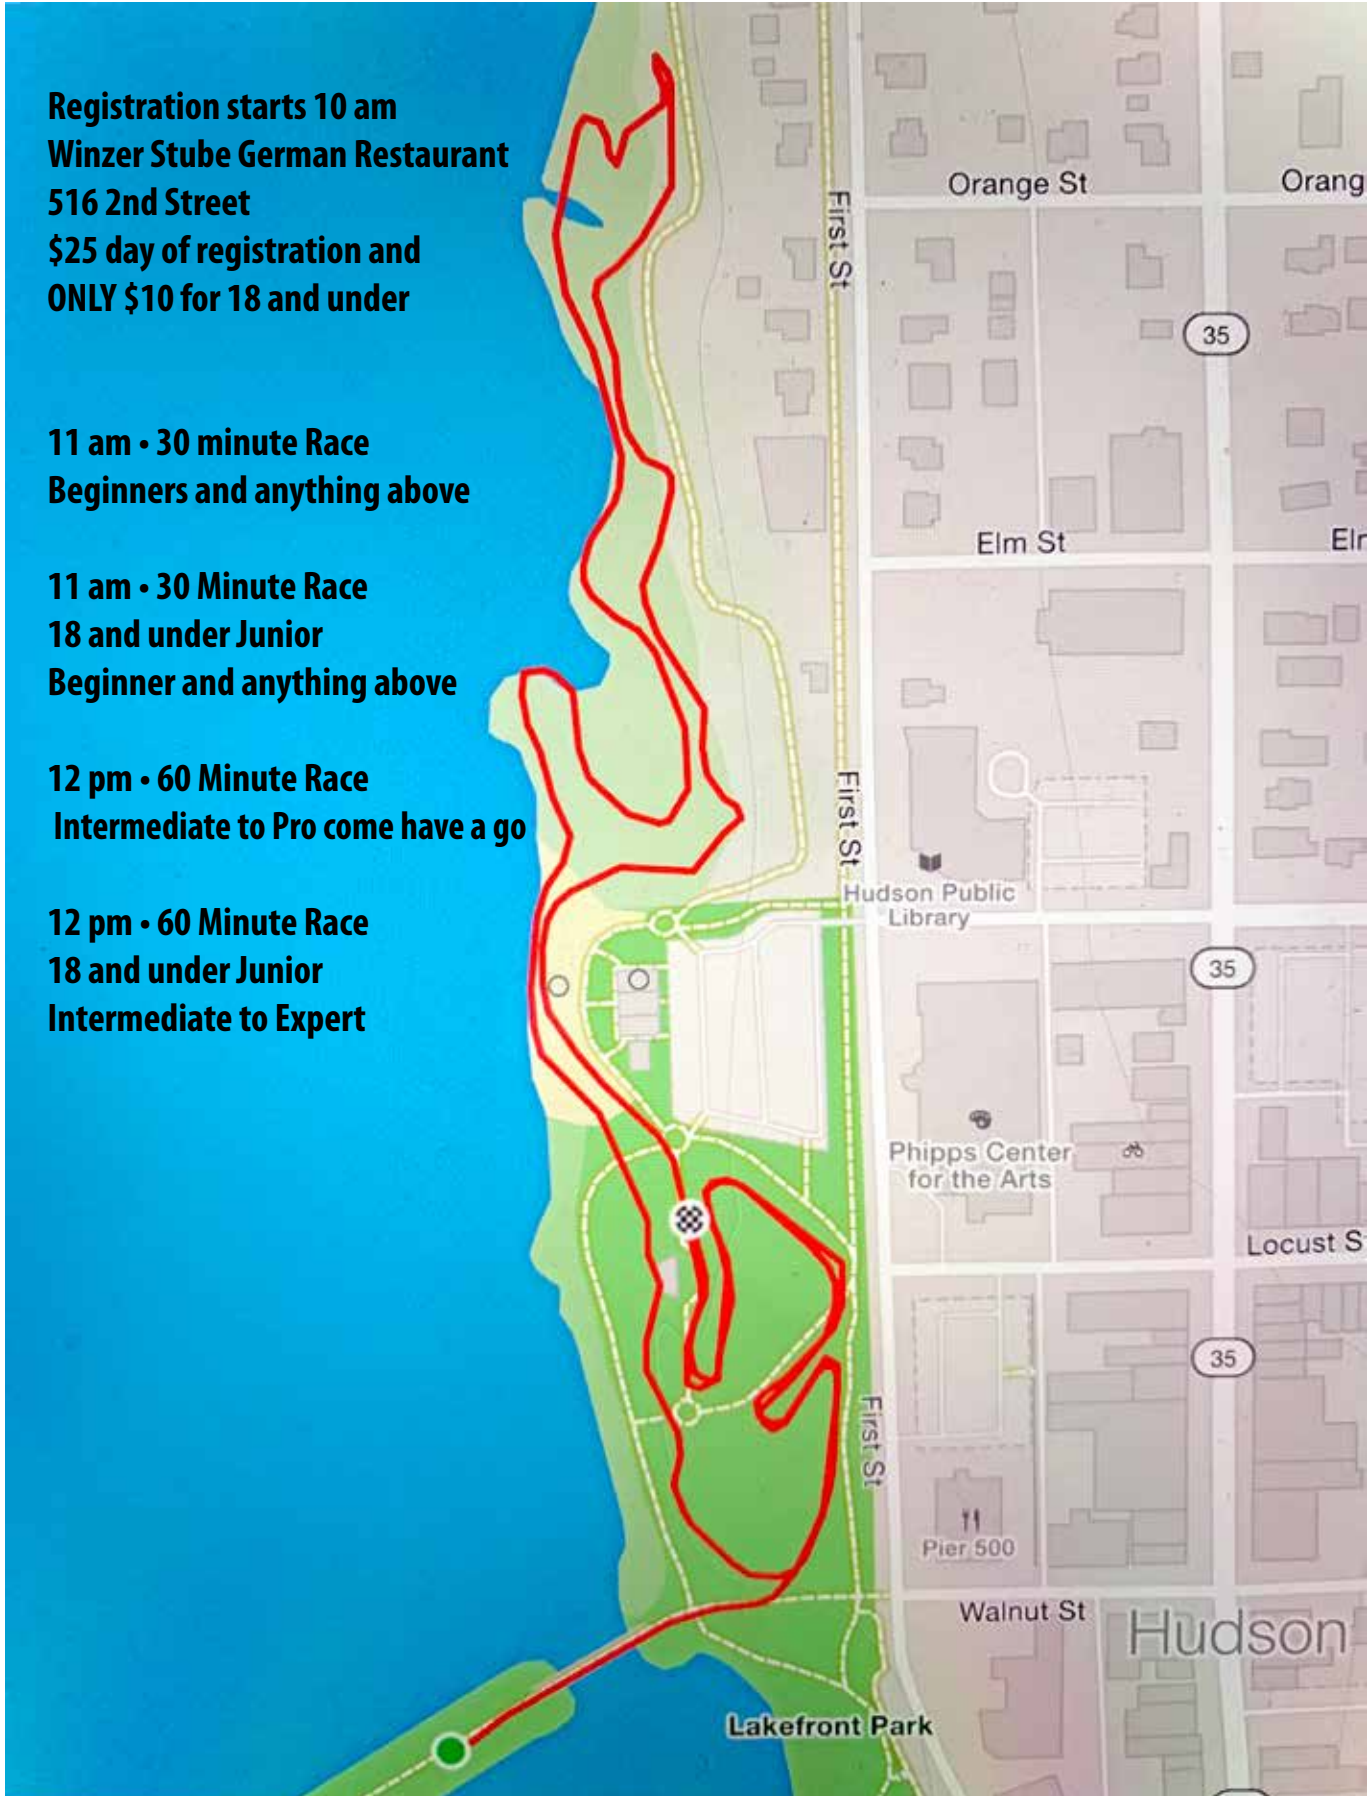 Registration starts 10 am
Winzer Stube German Restaurant
516 2nd Street
$25 day of registration and
ONLY $10 for 18 and under
11 am • 30 minute Race
Beginners and anything above
11 am • 30 Minute Race
18 and under Junior
Beginner and anything above
12 pm • 60 Minute Race
Intermediate to Pro come have a go
12 pm • 60 Minute Race
18 and under Junior
Intermediate to Expert
Orange St
Orang
First St
35
Elm St
First St
Hudson Public
Library
35
Phipps Center
for the Arts
Locust S
35
First St
Pier 500
Walnut St
Hudson
Lakefront Park